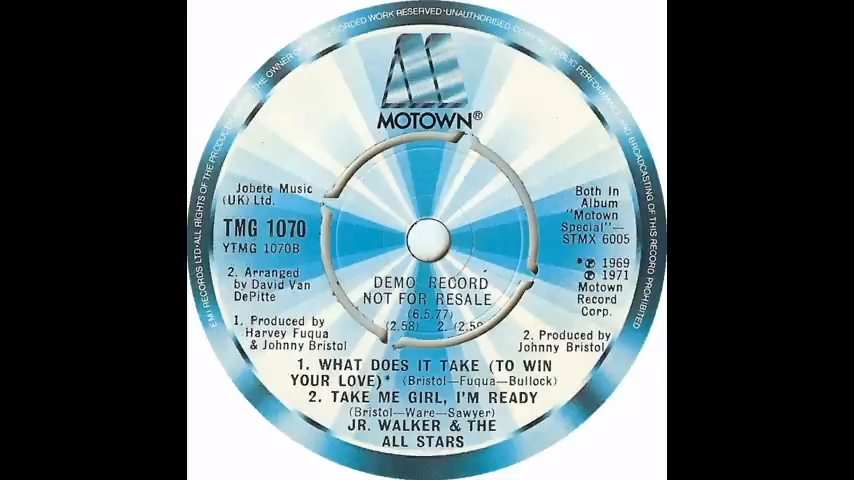 EMI RECORDS LTD•ALL RIGHTS OF THE PRODUCER
THE OWNER OF
RECORDED WORK RESERVED•UNAUTHORISED
PUBLIC PERFORMANCE AND BROADCASTING OF THIS RECORD PROHIBITED
MOTOWN®
Jobete Music
(UK) Ltd.
TMG 1070
YTMG 1070B
2. Arranged
by David Van
DePitte
1. Produced by
Harvey Fuqua
& Johnny Bristol
Both In
Album
"Motown
Special"—
STMX 6005
*℗ 1969
℗ 1971
Motown
Record
Corp.
DEMO RECORD
NOT FOR RESALE
(6.5.77)
(2.58) 2.
2. Produced by
Johnny Bristol
1. WHAT DOES IT TAKE (TO WIN
YOUR LOVE)* (Bristol—Fuqua—Bullock)
2. TAKE ME GIRL, I'M READY
(Bristol—Ware—Sawyer)
JR. WALKER & THE
ALL STARS